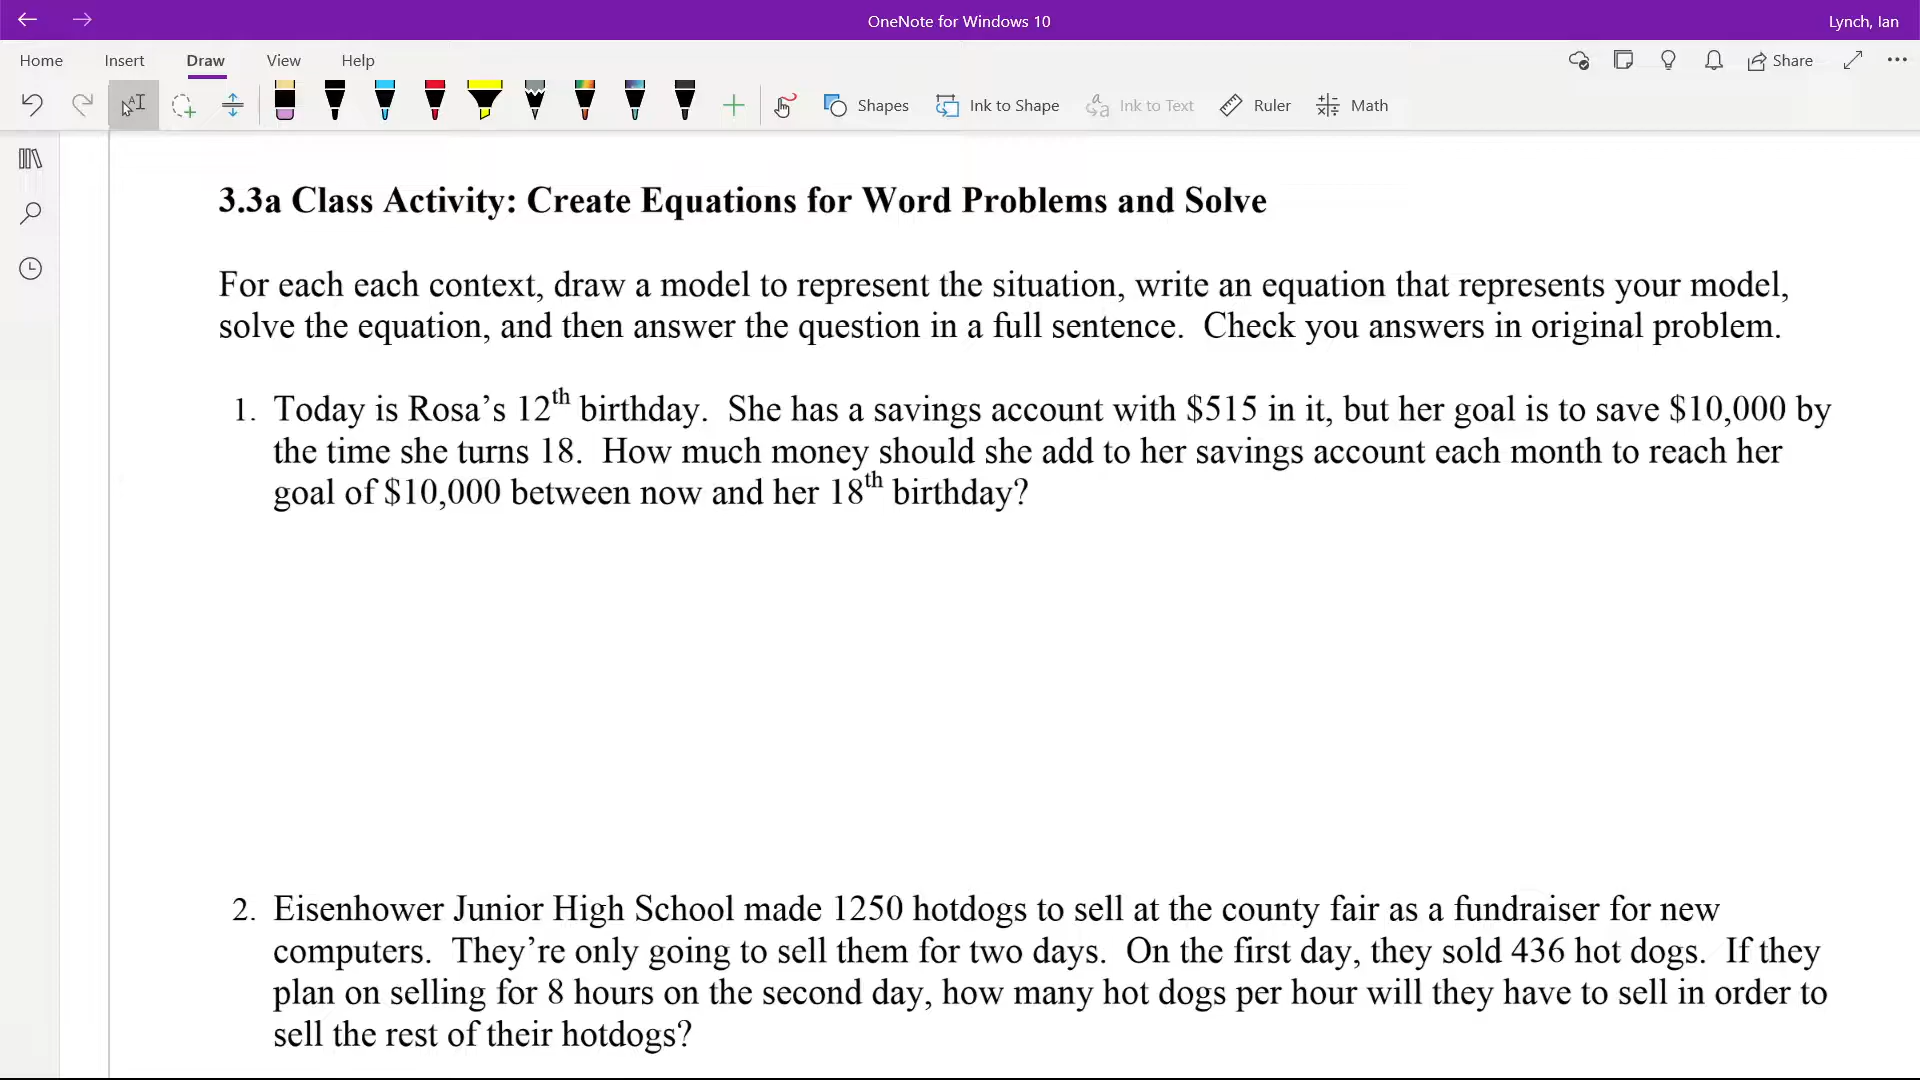 OneNote for Windows 10
Lynch, Ian
Home Insert Draw View Help
Share
Shapes Ink to Shape Ink to Text Ruler Math
3.3a Class Activity: Create Equations for Word Problems and Solve
For each each context, draw a model to represent the situation, write an equation that represents your model,
solve the equation, and then answer the question in a full sentence. Check you answers in original problem.
1. Today is Rosa’s 12th birthday. She has a savings account with $515 in it, but her goal is to save $10,000 by
the time she turns 18. How much money should she add to her savings account each month to reach her
goal of $10,000 between now and her 18th birthday?
2. Eisenhower Junior High School made 1250 hotdogs to sell at the county fair as a fundraiser for new
computers. They’re only going to sell them for two days. On the first day, they sold 436 hot dogs. If they
plan on selling for 8 hours on the second day, how many hot dogs per hour will they have to sell in order to
sell the rest of their hotdogs?